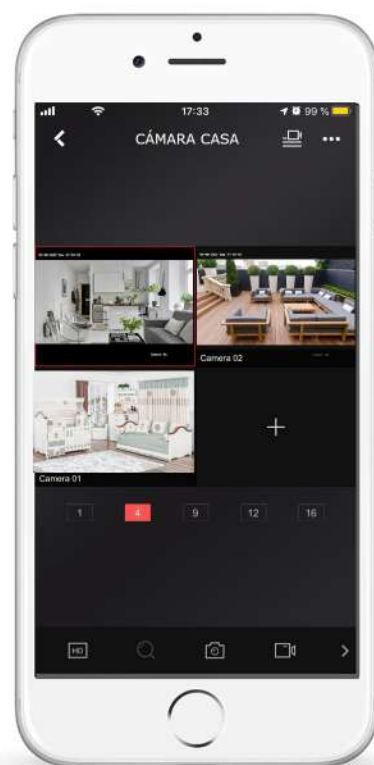 17:33
99 %
CÁMARA CASA
Camera 02
Camera 01
1 4 9 12 16
HD